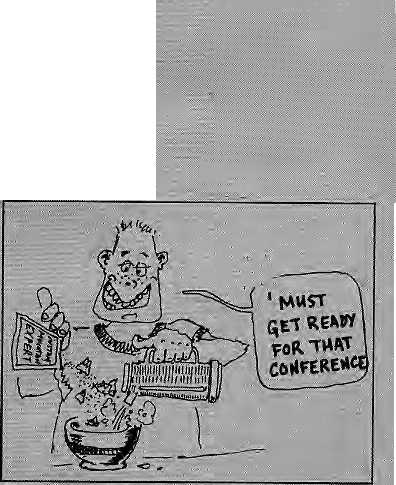 ' MUST
GET READY
FOR THAT
CONFERENCE
EXPERT